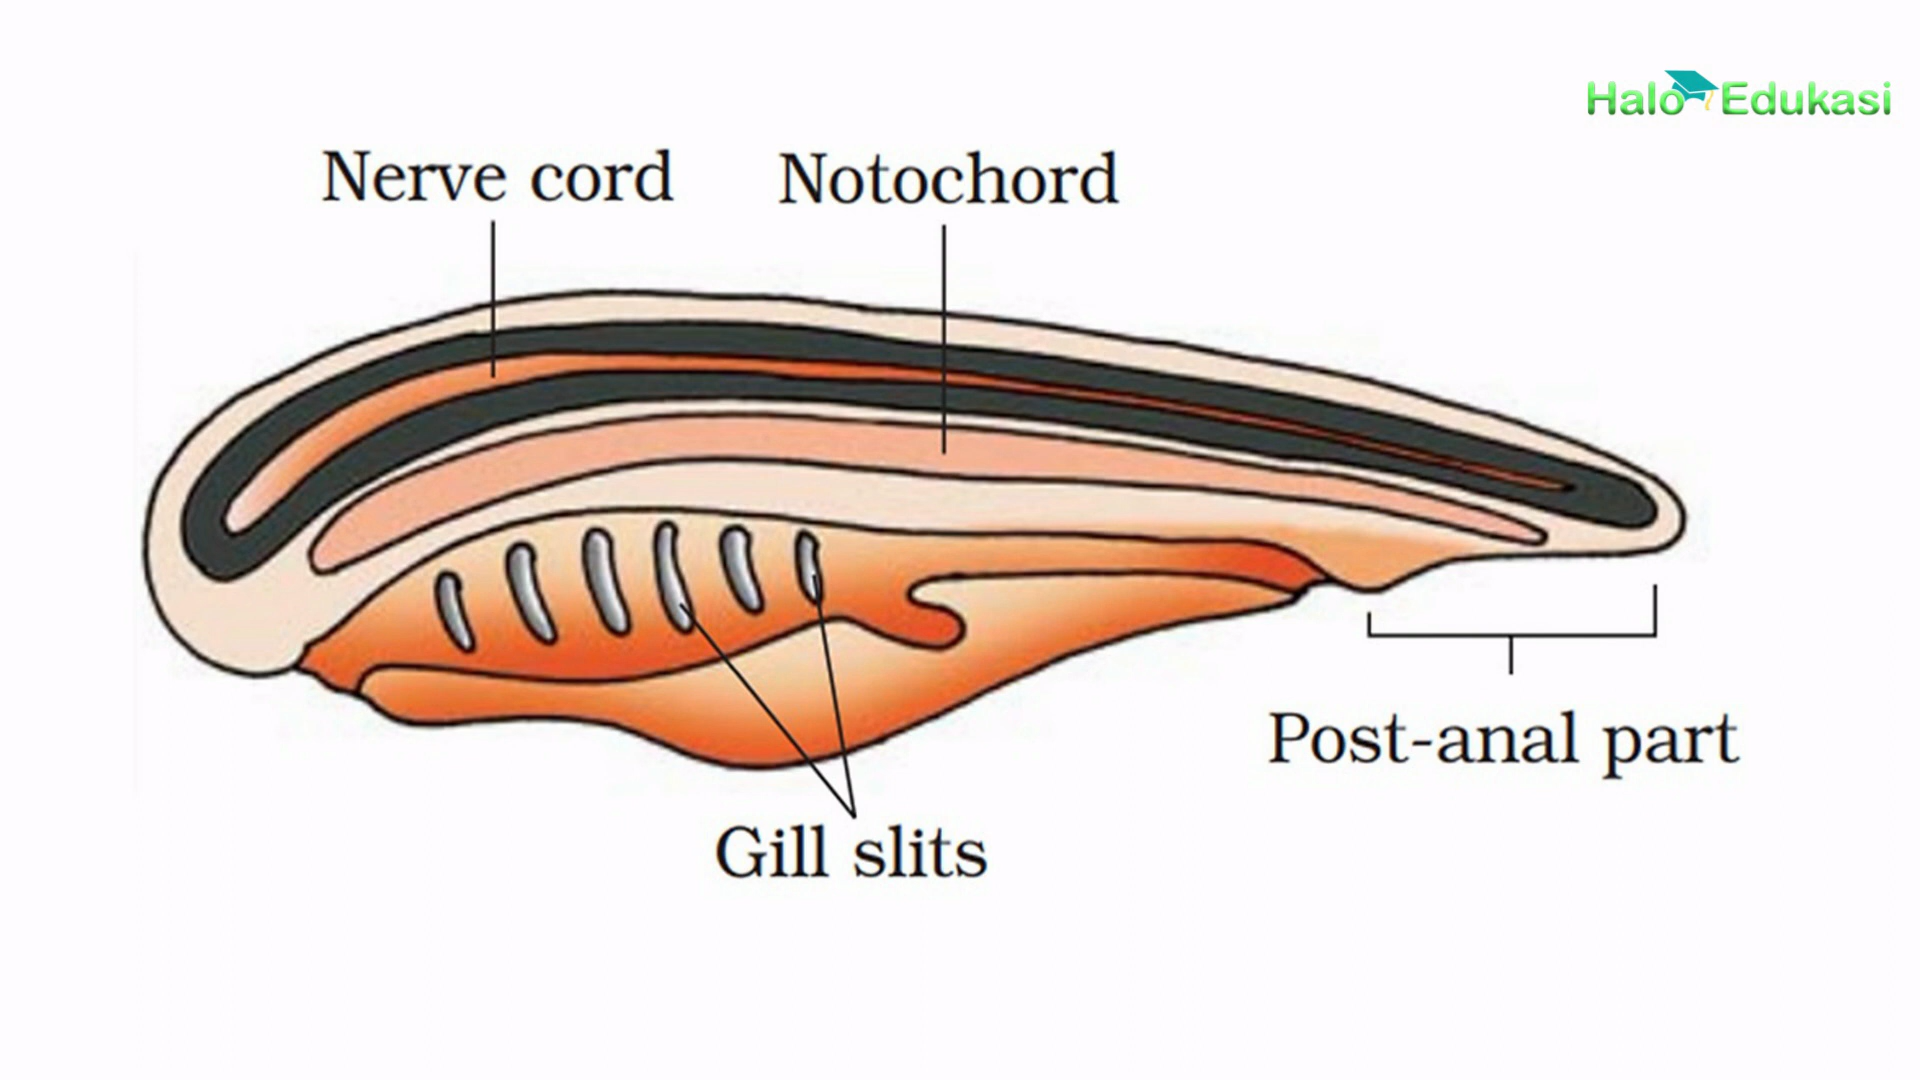 Halo Edukasi
Nerve cord
Notochord
Post-anal part
Gill slits